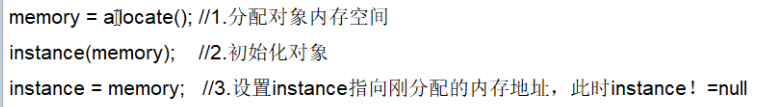 memory = allocate(); //1.分配对象内存空间
instance(memory); //2.初始化对象
instance = memory; //3.设置instance指向刚分配的内存地址，此时instance！=null